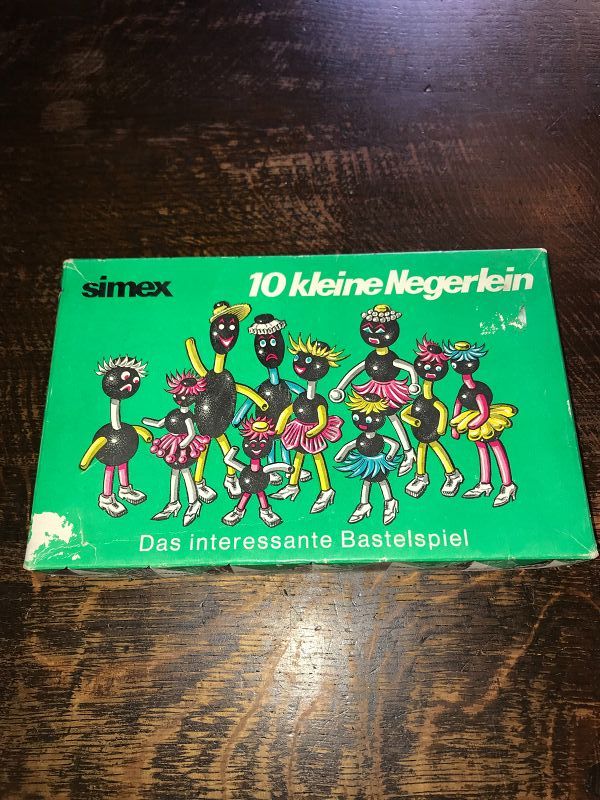 simex
10 kleine Negerlein
Das interessante Bastelspiel